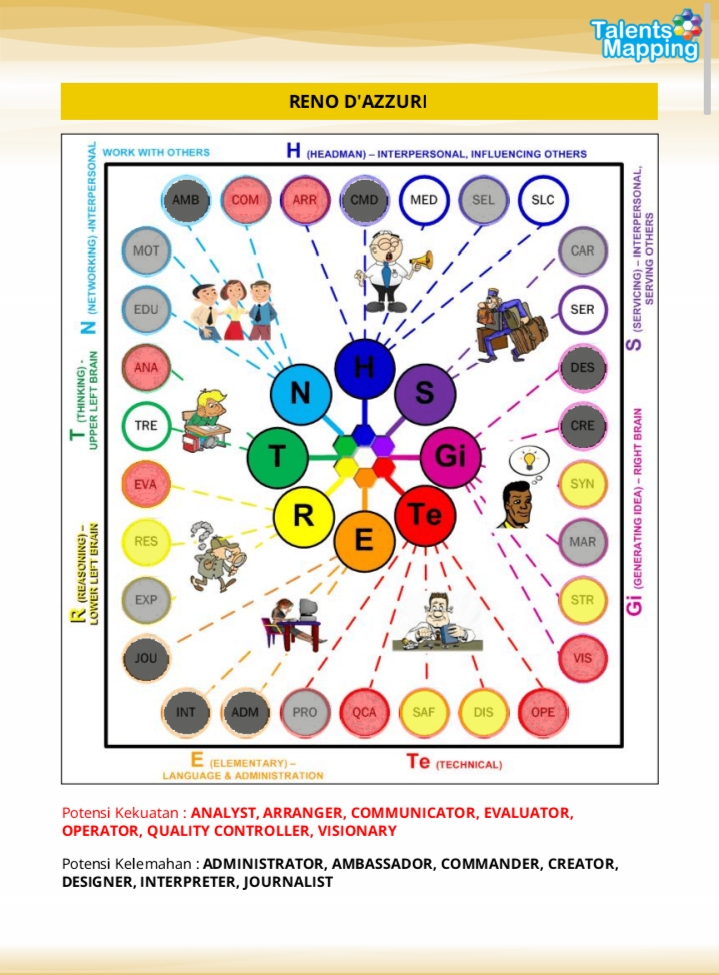 Talents
Mapping
RENO D'AZZURI
WORK WITH OTHERS
H (HEADMAN) – INTERPERSONAL, INFLUENCING OTHERS
N (NETWORKING) -INTERPERSONAL
S (SERVICING) – INTERPERSONAL,
SERVING OTHERS
AMB COM ARR CMD MED SEL SLC
MOT CAR
EDU SER
ANA DES
TRE CRE
EVA SYN
RES MAR
EXP STR
JOU VIS
INT ADM PRO QCA SAF DIS OPE
H
N S
T Gi
R Te
E
T (THINKING) -
UPPER LEFT BRAIN
R (REASONING) –
LOWER LEFT BRAIN
Gi (GENERATING IDEA) – RIGHT BRAIN
E (ELEMENTARY) –
LANGUAGE & ADMINISTRATION
Te (TECHNICAL)
Potensi Kekuatan : ANALYST, ARRANGER, COMMUNICATOR, EVALUATOR,
OPERATOR, QUALITY CONTROLLER, VISIONARY
Potensi Kelemahan : ADMINISTRATOR, AMBASSADOR, COMMANDER, CREATOR,
DESIGNER, INTERPRETER, JOURNALIST